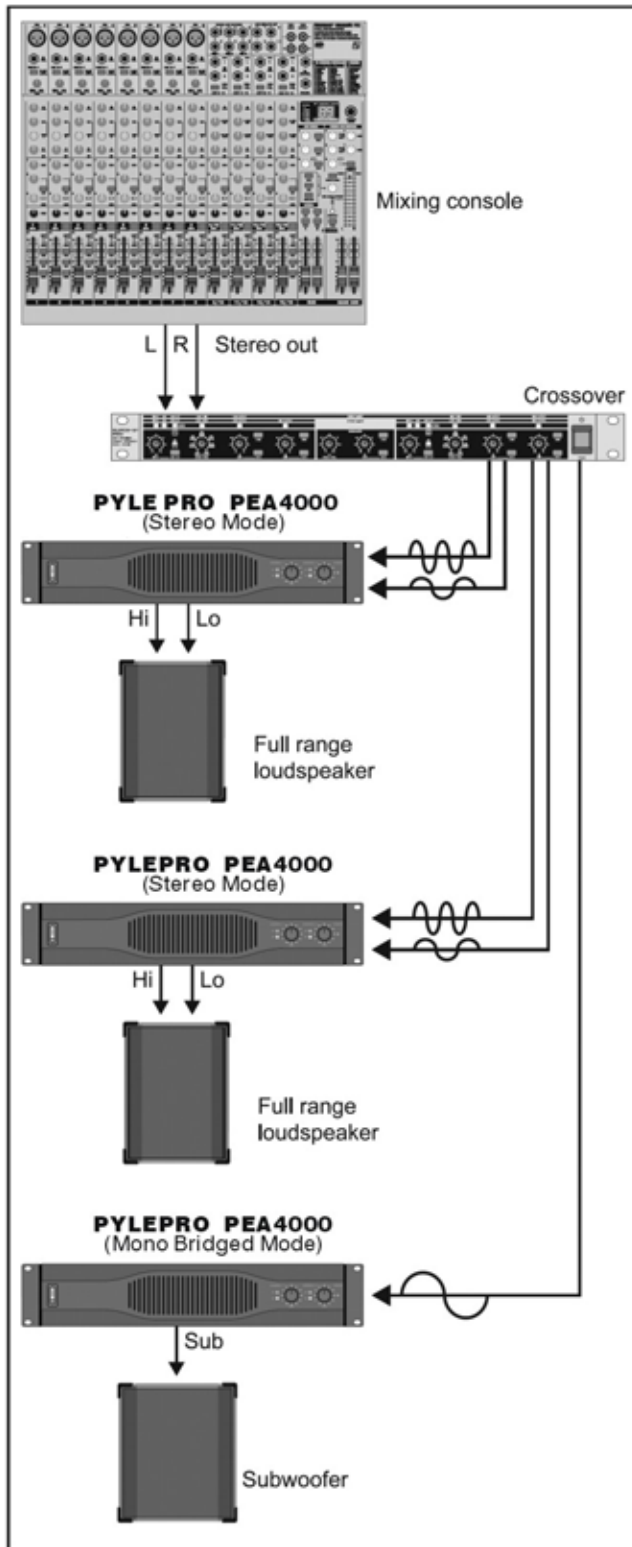 Mixing console
L R Stereo out
Crossover
PYLE PRO PEA4000
(Stereo Mode)
Hi Lo
Full range
loudspeaker
PYLEPRO PEA4000
(Stereo Mode)
Hi Lo
Full range
loudspeaker
PYLEPRO PEA4000
(Mono Bridged Mode)
Sub
Subwoofer